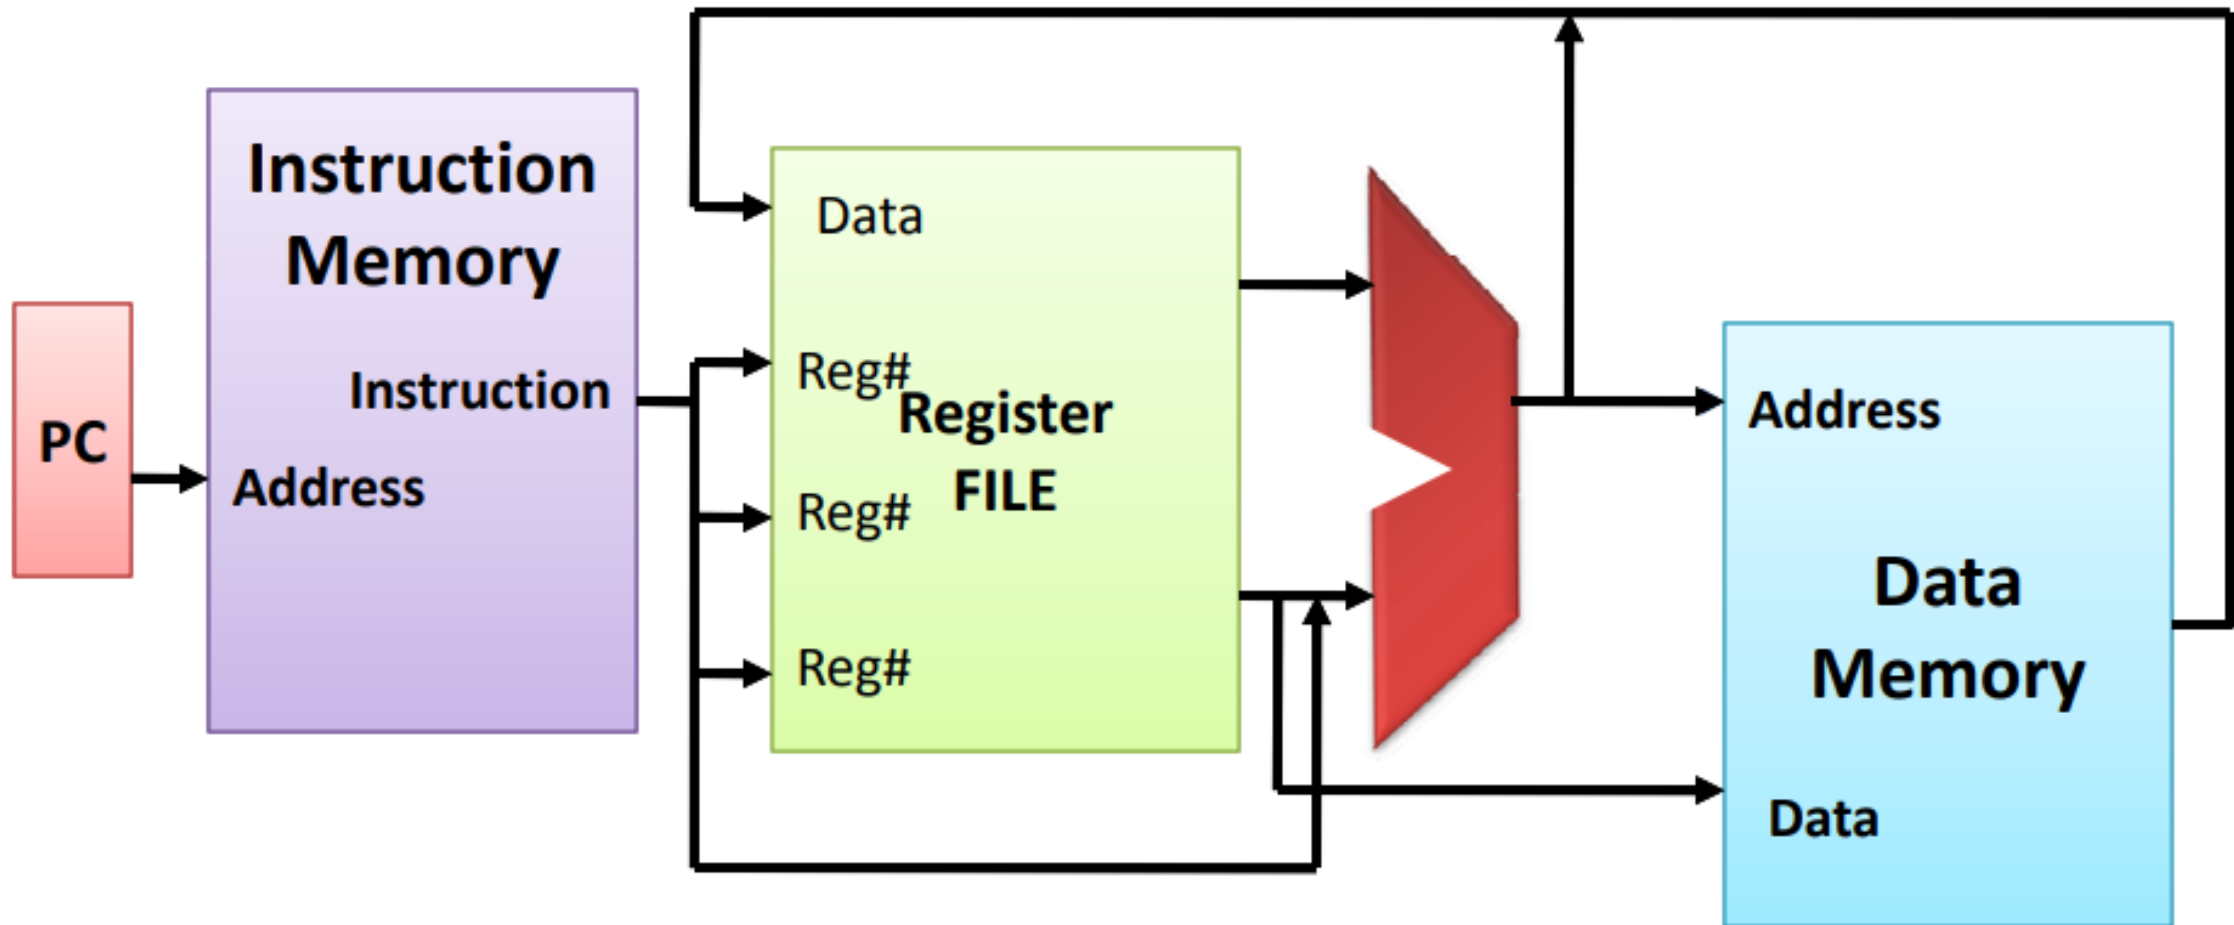 PC
Instruction
Memory
Instruction
Address
Data
Reg#
Register
FILE
Reg#
Reg#
Address
Data
Memory
Data